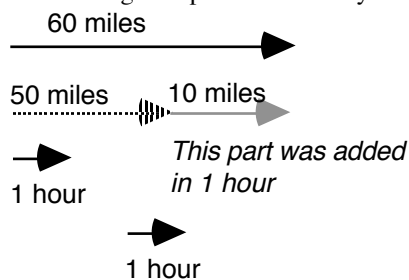 60 miles
50 miles 10 miles
This part was added
in 1 hour
1 hour
1 hour